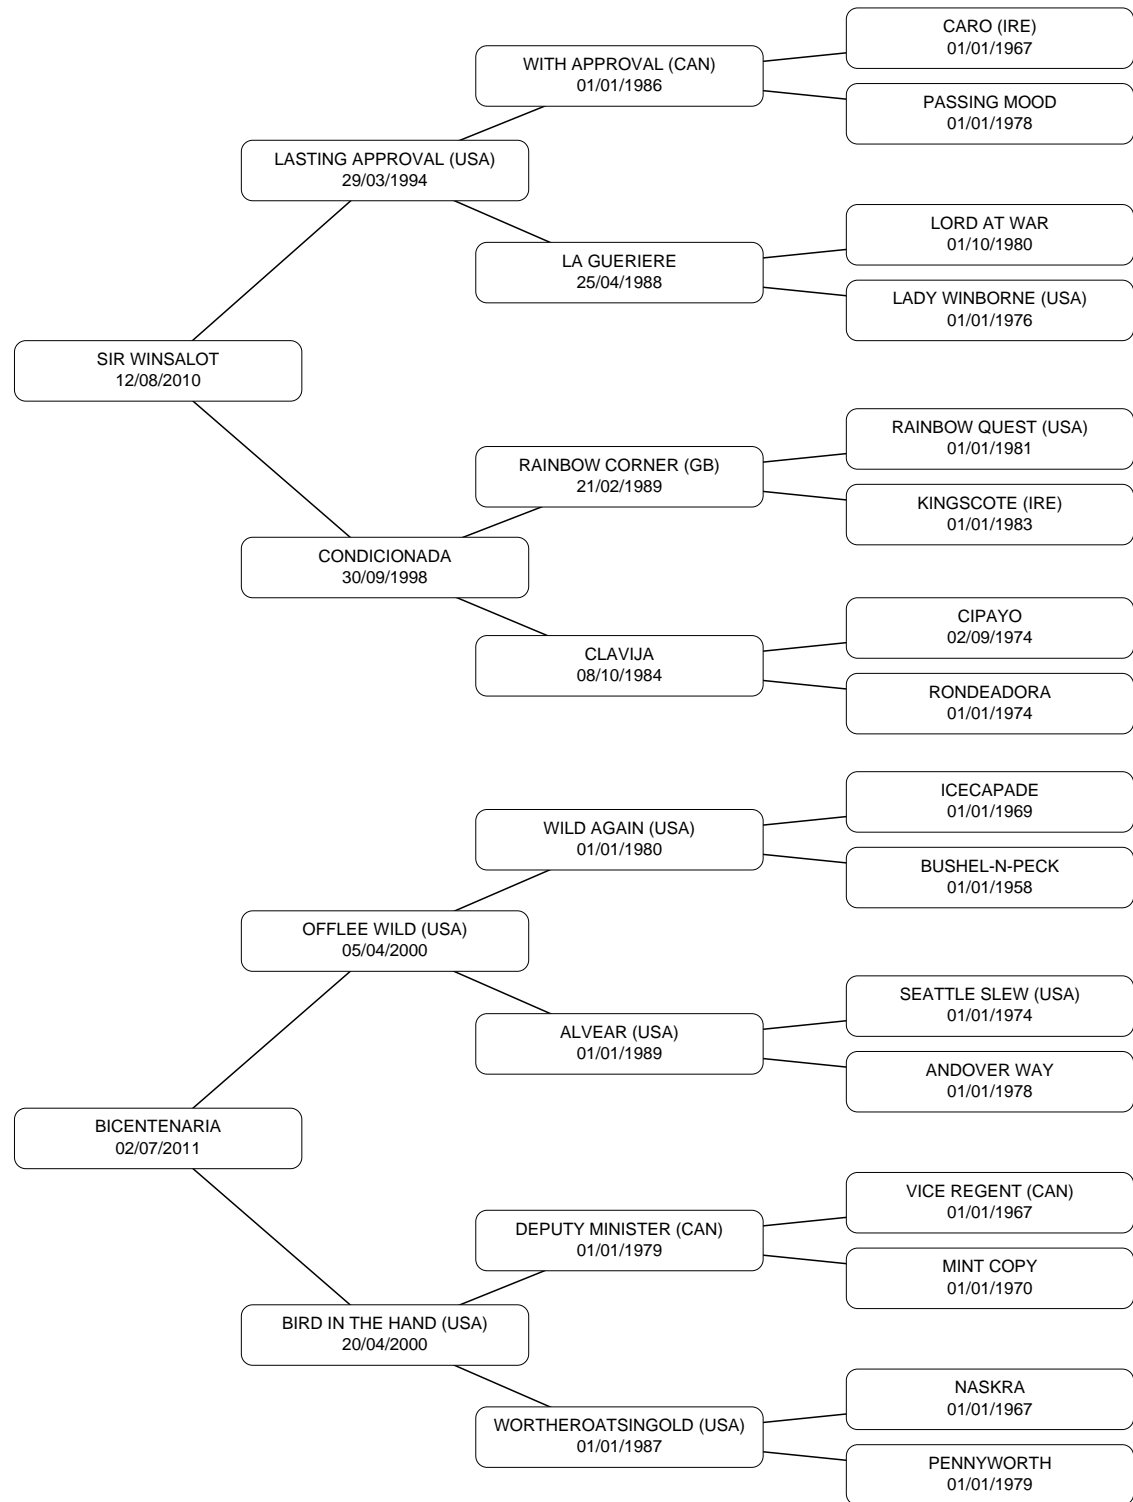 CARO (IRE)
01/01/1967
WITH APPROVAL (CAN)
01/01/1986
PASSING MOOD
01/01/1978
LASTING APPROVAL (USA)
29/03/1994
LORD AT WAR
01/10/1980
LA GUERIERE
25/04/1988
LADY WINBORNE (USA)
01/01/1976
SIR WINSALOT
12/08/2010
RAINBOW QUEST (USA)
01/01/1981
RAINBOW CORNER (GB)
21/02/1989
KINGSCOTE (IRE)
01/01/1983
CONDICIONADA
30/09/1998
CIPAYO
02/09/1974
CLAVIJA
08/10/1984
RONDEADORA
01/01/1974
ICECAPADE
01/01/1969
WILD AGAIN (USA)
01/01/1980
BUSHEL-N-PECK
01/01/1958
OFFLEE WILD (USA)
05/04/2000
SEATTLE SLEW (USA)
01/01/1974
ALVEAR (USA)
01/01/1989
ANDOVER WAY
01/01/1978
BICENTENARIA
02/07/2011
VICE REGENT (CAN)
01/01/1967
DEPUTY MINISTER (CAN)
01/01/1979
MINT COPY
01/01/1970
BIRD IN THE HAND (USA)
20/04/2000
NASKRA
01/01/1967
WORTHEROATSINGOLD (USA)
01/01/1987
PENNYWORTH
01/01/1979